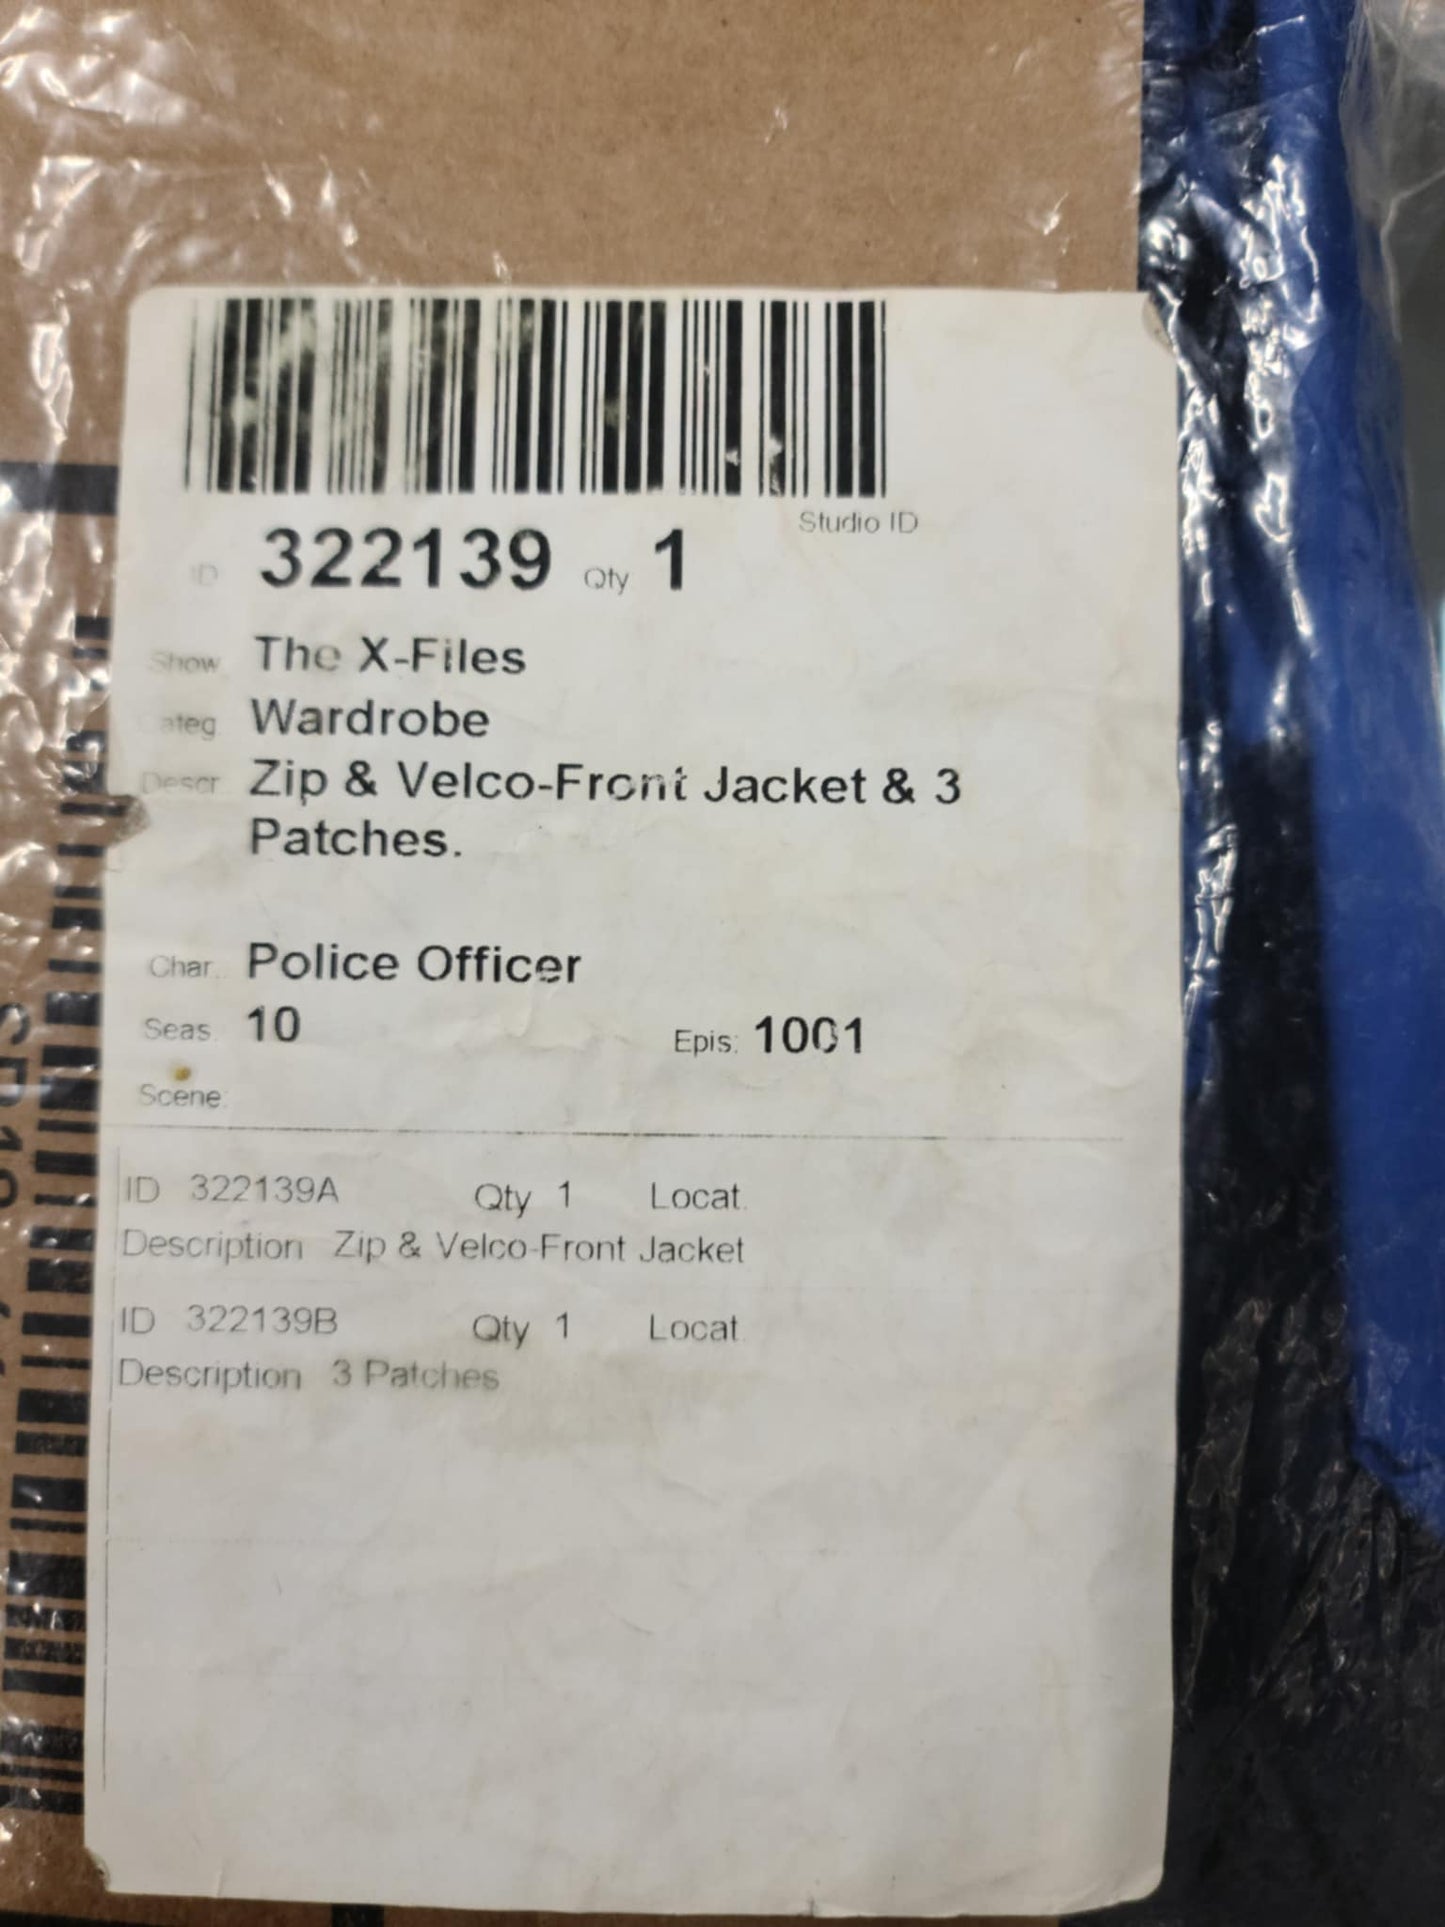 Studio ID
ID 322139 Qty 1
Show The X-Files
Categ Wardrobe
Descr Zip & Velco-Front Jacket & 3
Patches.
Char.. Police Officer
Seas. 10 Epis: 1001
Scene:
ID 322139A Qty 1 Locat.
Description Zip & Velco-Front Jacket
ID 322139B Qty 1 Locat
Description 3 Patches